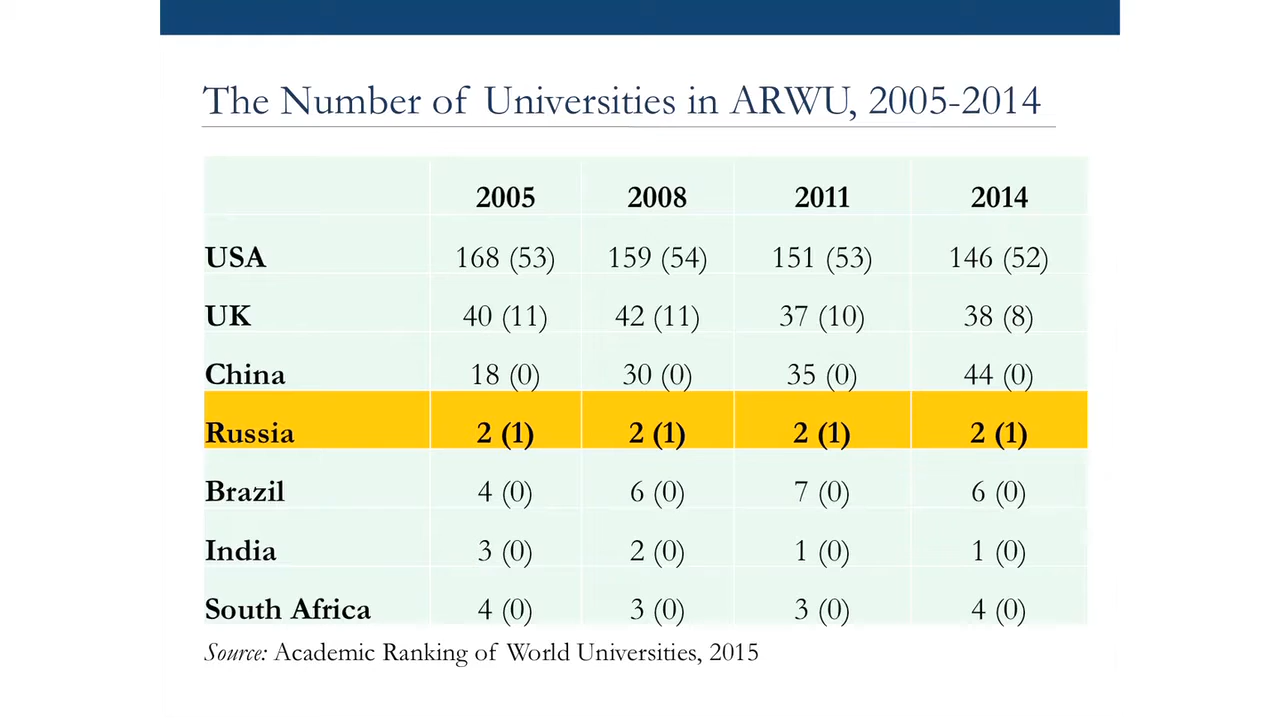 The Number of Universities in ARWU, 2005-2014
2005 2008 2011 2014
USA 168 (53) 159 (54) 151 (53) 146 (52)
UK 40 (11) 42 (11) 37 (10) 38 (8)
China 18 (0) 30 (0) 35 (0) 44 (0)
Russia 2 (1) 2 (1) 2 (1) 2 (1)
Brazil 4 (0) 6 (0) 7 (0) 6 (0)
India 3 (0) 2 (0) 1 (0) 1 (0)
South Africa 4 (0) 3 (0) 3 (0) 4 (0)
Source: Academic Ranking of World Universities, 2015